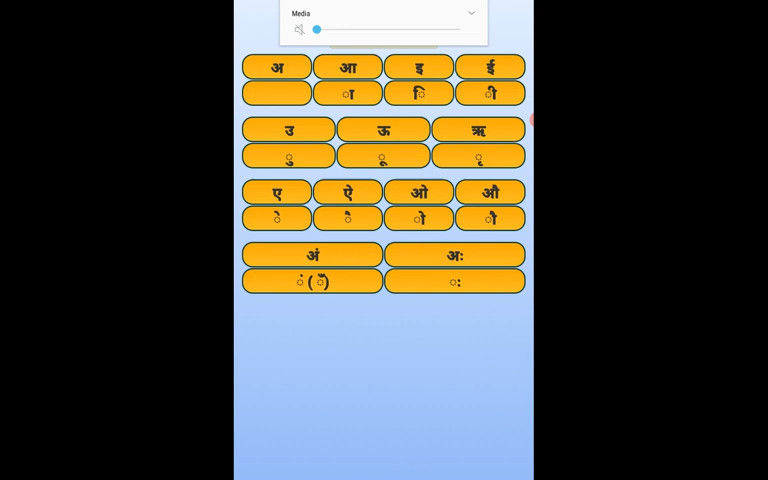 Media
अ आ इ ई
ा ि ी
उ ऊ ऋ
ु ू ृ
ए ऐ ओ औ
े ै ो ौ
अं अः
ं ( ँ) ः